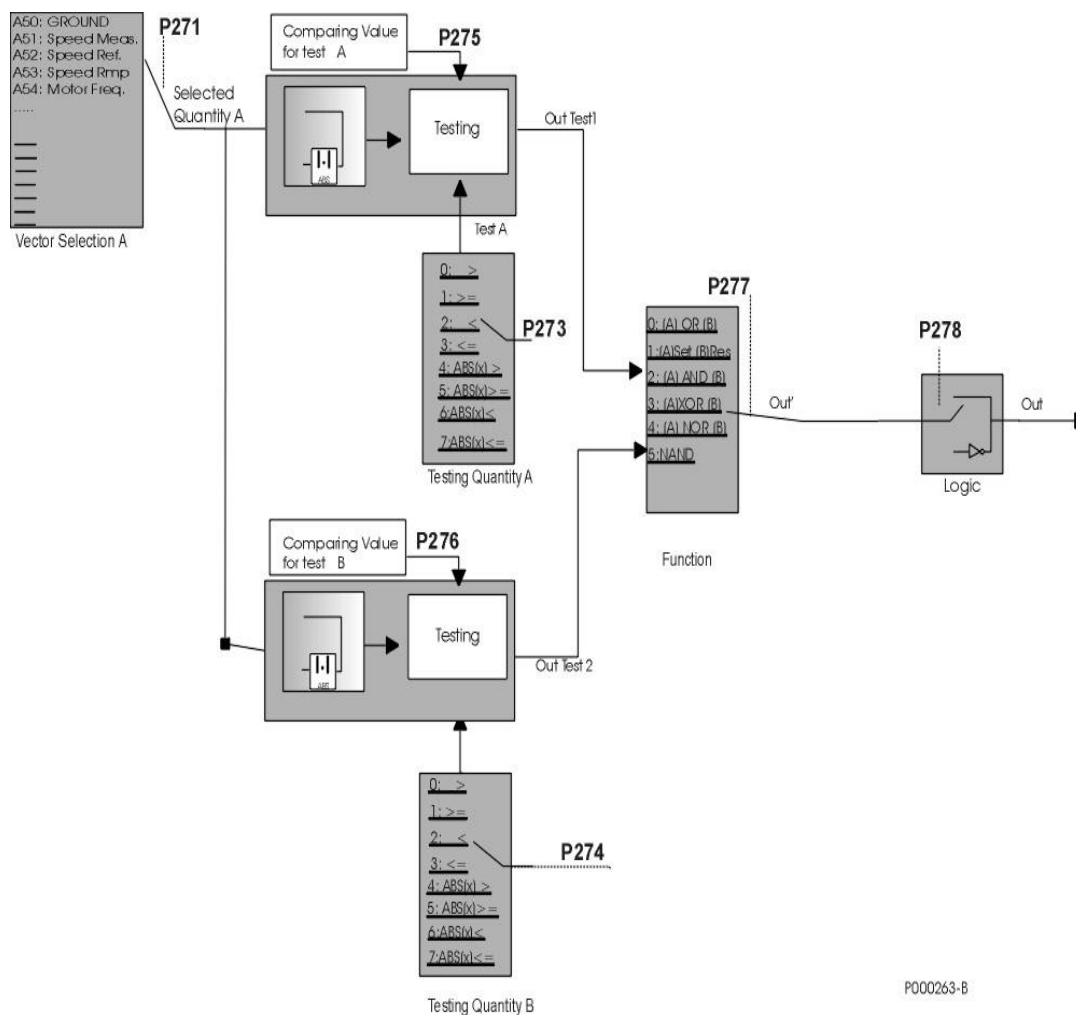 A50: GROUND
A51: Speed Meas.
A52: Speed Ref.
A53: Speed Rmp
A54: Motor Freq.
.....
Vector Selection A
P271
Selected
Quantity A
Comparing Value
for test A
P275
|·|
ABS
Testing
Out Test1
Test A
0: >
1: >=
2: <
3: <=
4: ABS(x) >
5: ABS(x)>=
6:ABS(x)<
7:ABS(x)<=
P273
Testing Quantity A
Comparing Value
for test B
P276
|·|
ABS
Testing
Out Test 2
0: >
1: >=
2: <
3: <=
4: ABS(x) >
5: ABS(x)>=
6:ABS(x)<
7:ABS(x)<=
P274
Testing Quantity B
P277
0: (A) OR (B)
1:(A)Set (B)Res
2: (A) AND (B)
3: (A)XOR (B)
4: (A) NOR (B)
5:NAND
Function
Out'
P278
Logic
Out
P000263-B